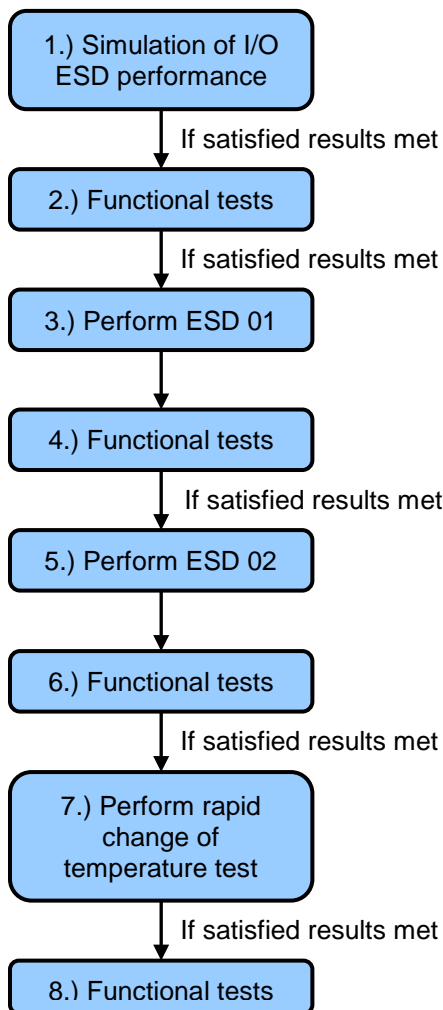 1.) Simulation of I/O
ESD performance
If satisfied results met
2.) Functional tests
If satisfied results met
3.) Perform ESD 01
4.) Functional tests
If satisfied results met
5.) Perform ESD 02
6.) Functional tests
If satisfied results met
7.) Perform rapid
change of
temperature test
If satisfied results met
8.) Functional tests